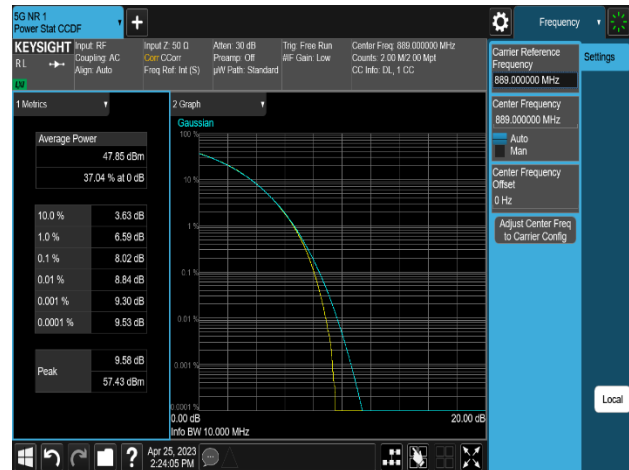 5G NR 1
Power Stat CCDF
Frequency
KEYSIGHT
R L
LXI
Input: RF
Coupling: AC
Align: Auto
Input Z: 50 Ω
Corr CCorr
Freq Ref: Int (S)
Atten: 30 dB
Preamp: Off
µW Path: Standard
Trig: Free Run
#IF Gain: Low
Center Freq: 889.000000 MHz
Counts: 2.00 M/2.00 Mpt
CC Info: DL, 1 CC
1 Metrics
Average Power
47.85 dBm
37.04 % at 0 dB
10.0 % 3.63 dB
1.0 % 6.59 dB
0.1 % 8.02 dB
0.01 % 8.84 dB
0.001 % 9.30 dB
0.0001 % 9.53 dB
Peak
9.58 dB
57.43 dBm
2 Graph
Gaussian
100 %
10 %
1 %
0.1 %
0.01 %
0.001 %
0.0001 %
0.00 dB 20.00 dB
Info BW 10.000 MHz
Carrier Reference
Frequency
889.000000 MHz
Center Frequency
889.000000 MHz
Auto
Man
Center Frequency
Offset
0 Hz
Adjust Center Freq
to Carrier Config
Settings
Local
?
Apr 25, 2023
2:24:05 PM